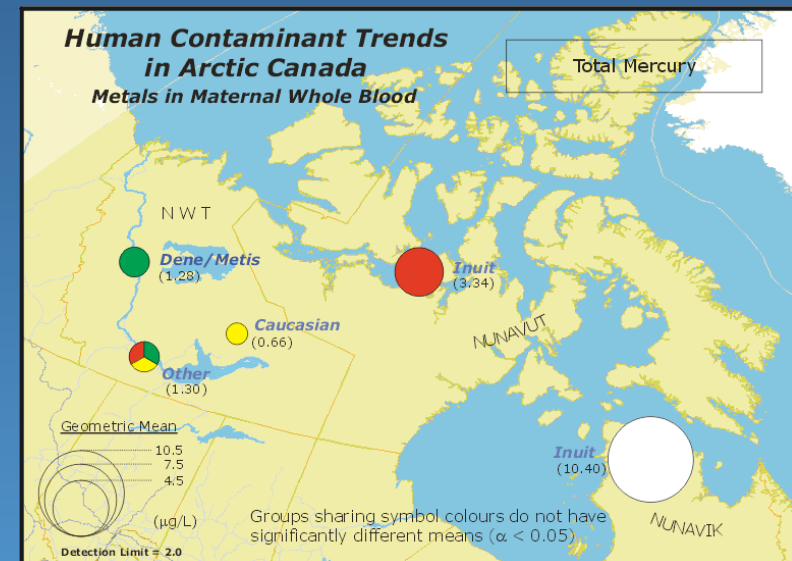 Human Contaminant Trends
in Arctic Canada
Metals in Maternal Whole Blood
Total Mercury
NWT
Dene/Metis
(1.28)
Inuit
(3.34)
Caucasian
(0.66)
NUNAVUT
Other
(1.30)
Geometric Mean
10.5
7.5
4.5
(µg/L)
Detection Limit = 2.0
Inuit
(10.40)
NUNAVIK
Groups sharing symbol colours do not have
significantly different means (α < 0.05)